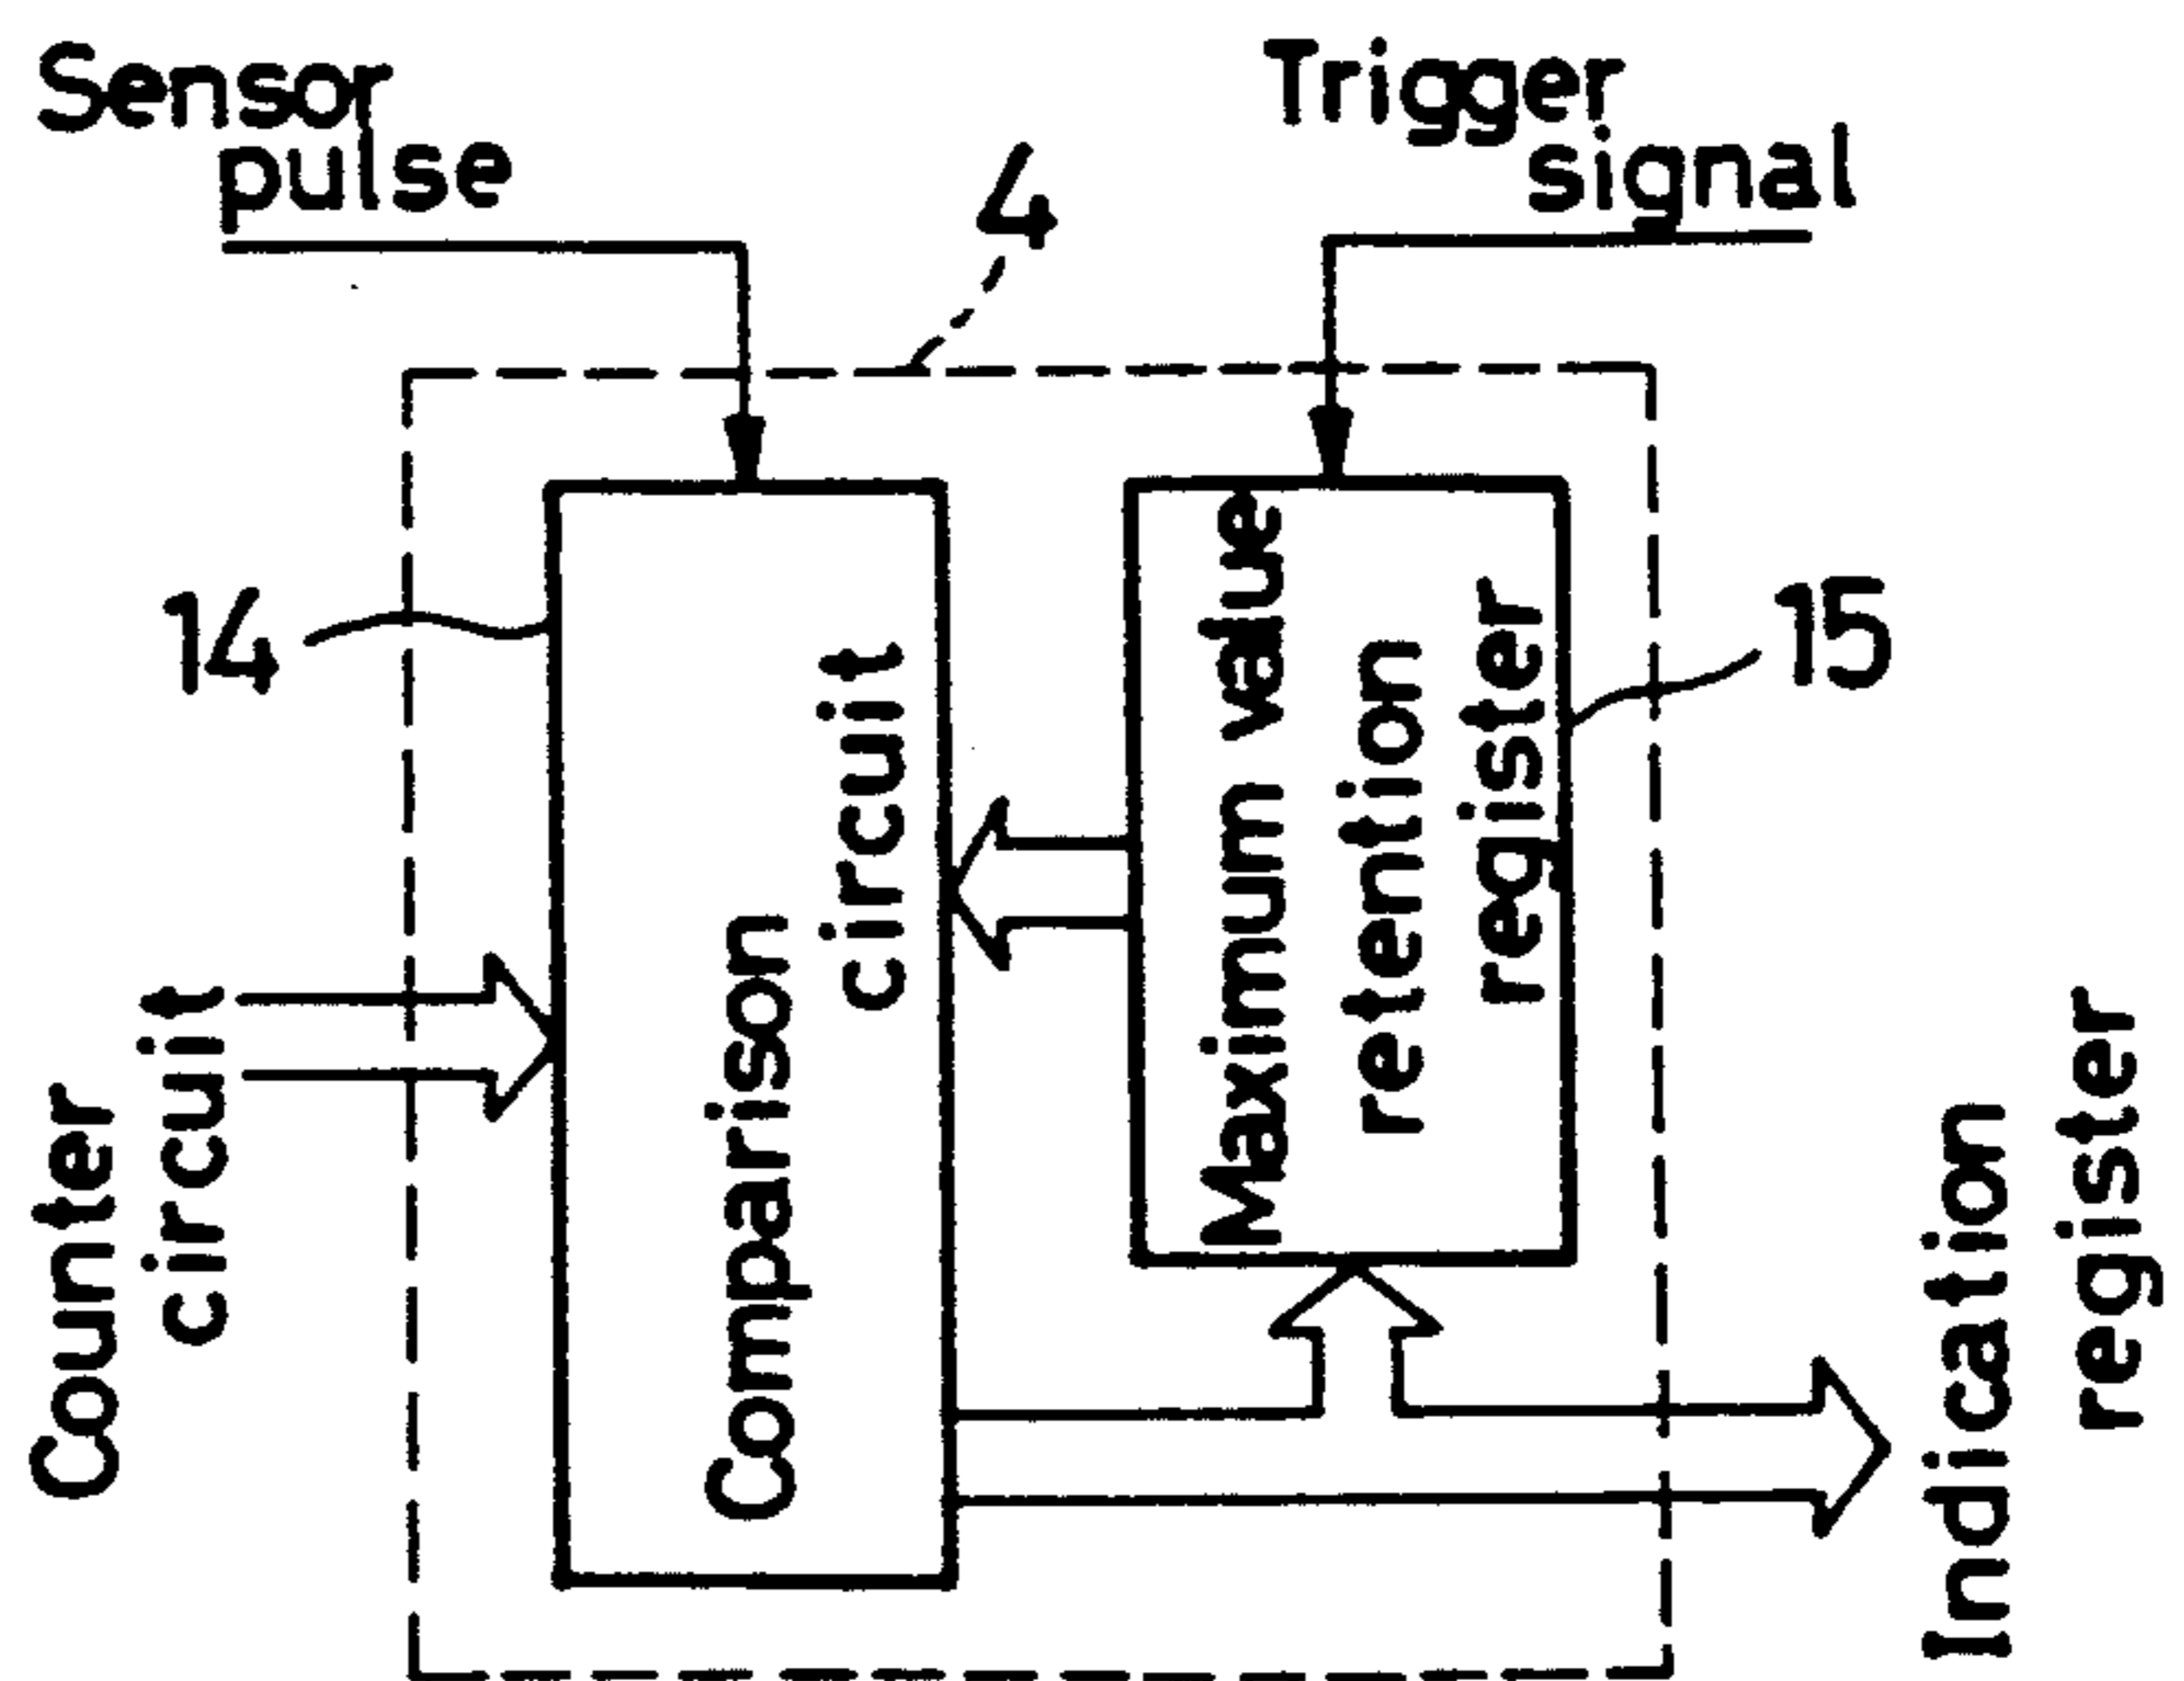 Sensor
pulse
Trigger
signal
4
14
15
Counter
circuit
Comparison
circuit
Maximum value
retention
register
Indication
register